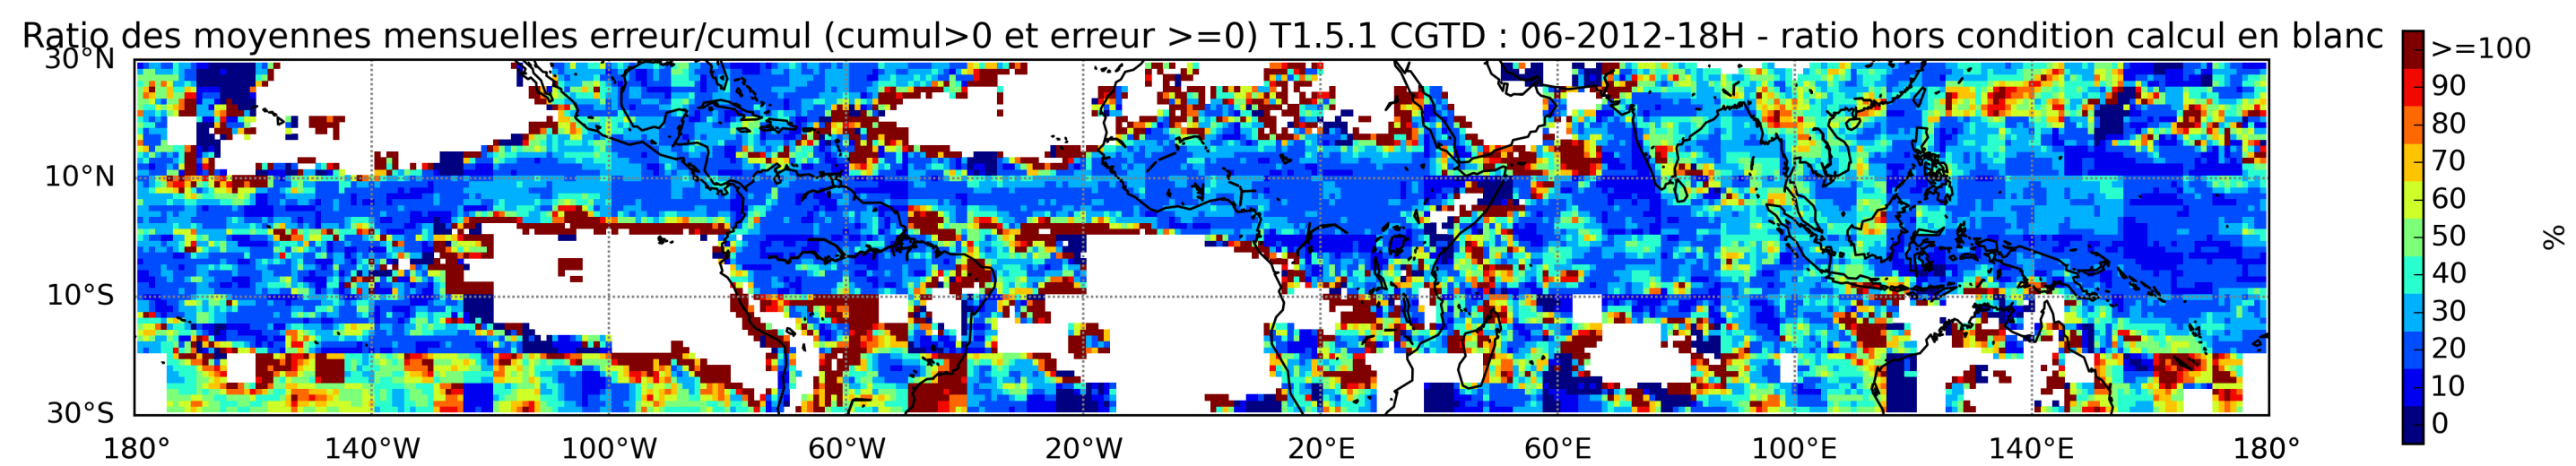 Ratio des moyennes mensuelles erreur/cumul (cumul>0 et erreur >=0) T1.5.1 CGTD : 06-2012-18H - ratio hors condition calcul en blanc
30°N
10°N
10°S
30°S
180° 140°W 100°W 60°W 20°W 20°E 60°E 100°E 140°E 180°
>=100
90
80
70
60
50
40
30
20
10
0
%